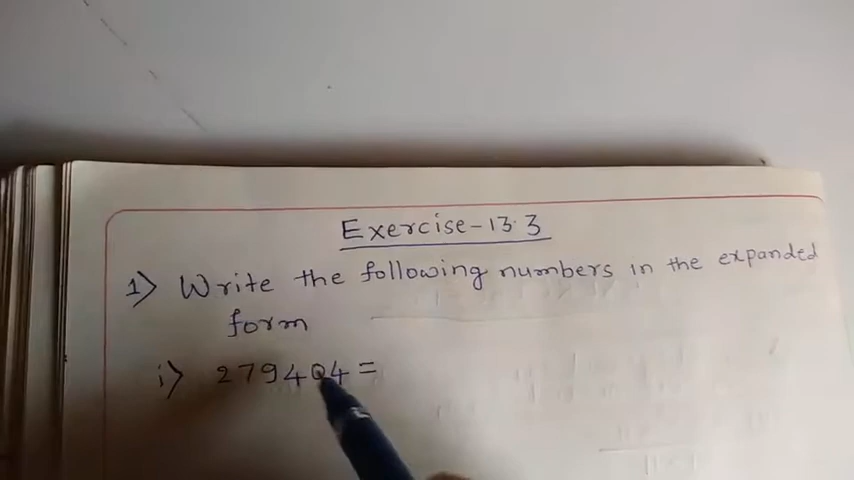 Exercise-13.3
1) Write the following numbers in the expanded
form
i) 279404=